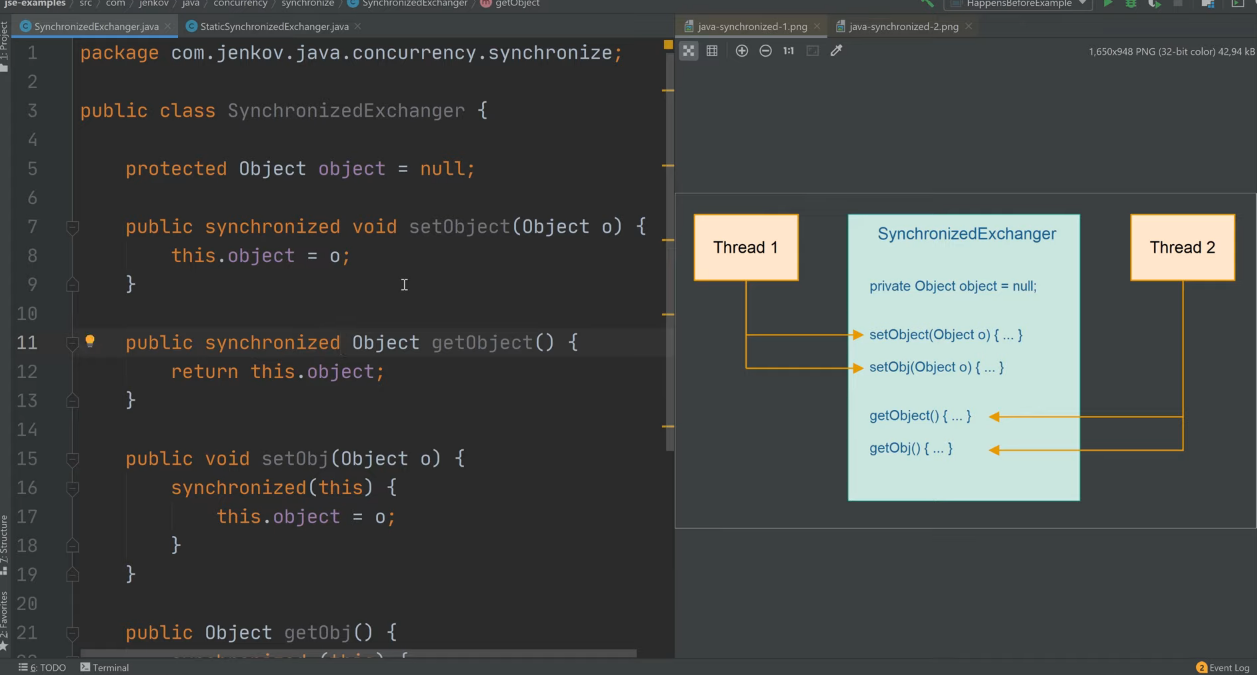 jse-examples src com jenkov java concurrency synchronize SynchronizedExchanger getObject
HappensBeforeExample
SynchronizedExchanger.java StaticSynchronizedExchanger.java
java-synchronized-1.png java-synchronized-2.png
1:1
1,650x948 PNG (32-bit color) 42,94 kB
1: Project
1 package com.jenkov.java.concurrency.synchronize;
2
3 public class SynchronizedExchanger {
4
5 protected Object object = null;
6
7 public synchronized void setObject(Object o) {
8 this.object = o;
9 }
10
11 public synchronized Object getObject() {
12 return this.object;
13 }
14
15 public void setObj(Object o) {
16 synchronized(this) {
17 this.object = o;
18 }
19 }
20
21 public Object getObj() {
synchronized (this) {
Thread 1
SynchronizedExchanger
private Object object = null;
setObject(Object o) { ... }
setObj(Object o) { ... }
getObject() { ... }
getObj() { ... }
Thread 2
7: Structure
2: Favorites
6: TODO Terminal
2 Event Log